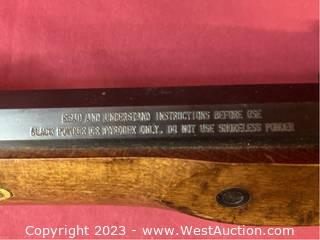 READ AND UNDERSTAND INSTRUCTIONS BEFORE USE
BLACK POWDER OR PYRODEX ONLY. DO NOT USE SMOKELESS POWDER
Copyright 2023 - WestAuction.com